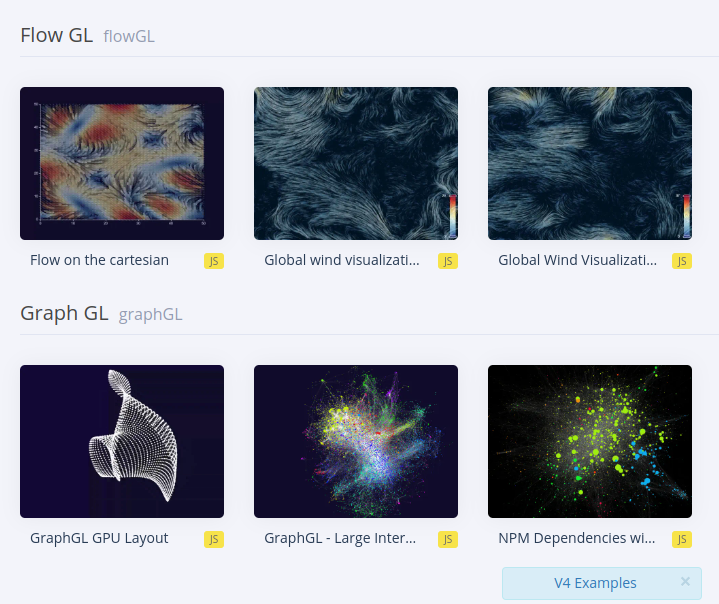 Flow GL flowGL
Flow on the cartesian JS
Global wind visualizati... JS
Global Wind Visualizati... JS
Graph GL graphGL
GraphGL GPU Layout JS
GraphGL - Large Inter... JS
NPM Dependencies wi... JS
V4 Examples ×